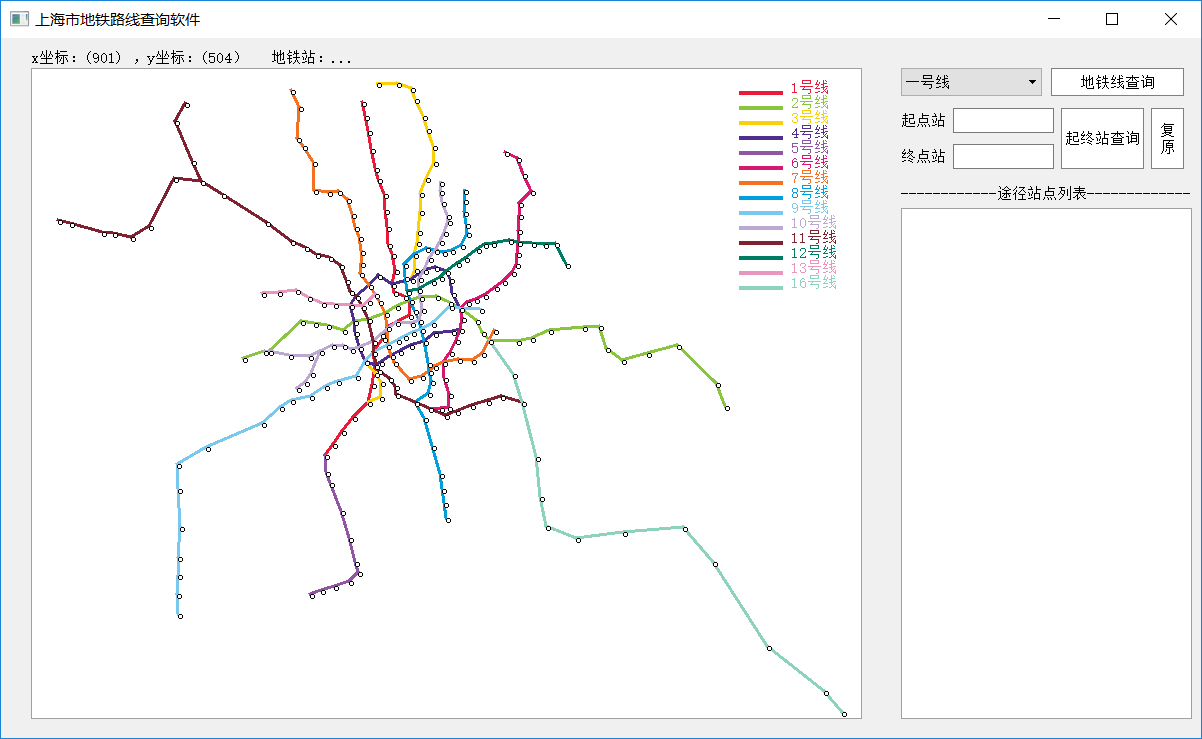 上海市地铁路线查询软件
x坐标：(901) ，y坐标：(504) 地铁站：...
1号线
2号线
3号线
4号线
5号线
6号线
7号线
8号线
9号线
10号线
11号线
12号线
13号线
16号线
一号线 地铁线查询
起点站
终点站
起终站查询
复原
------------途径站点列表-------------